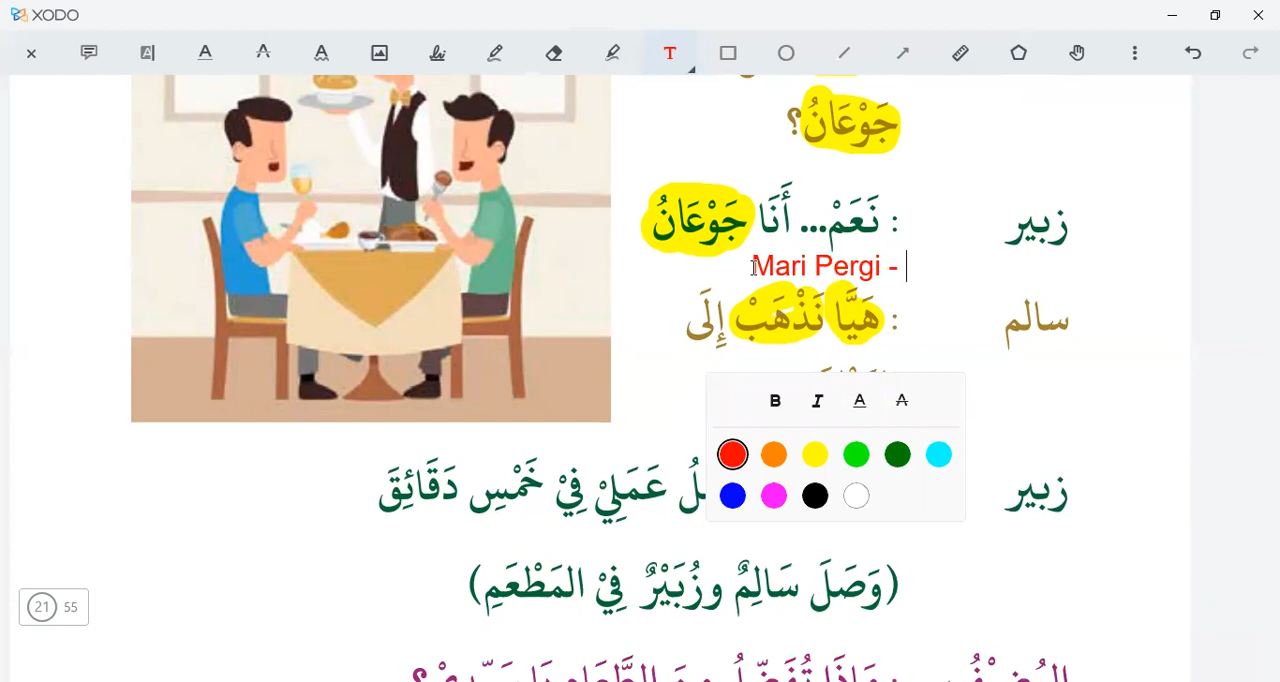 XODO
جَوْعَانُ؟
زبير : نَعَمْ... أَنَا جَوْعَانُ
Mari Pergi -
سالم : هَيَّا نَذْهَبْ إِلَى
B I A A
زبير عَمَلِيْ فِيْ خَمْسِ دَقَائِقَ
(وَصَلَ سَالِمٌ وزُبَيْرٌ فِيْ المَطْعَمِ)
21 55